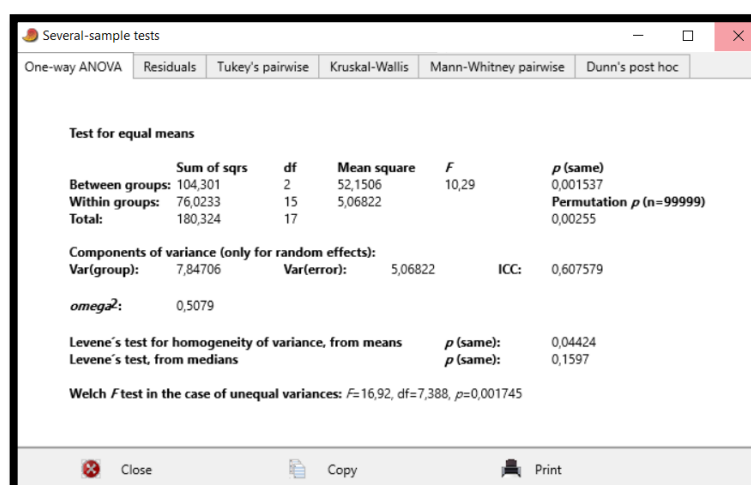 Several-sample tests
One-way ANOVA Residuals Tukey's pairwise Kruskal-Wallis Mann-Whitney pairwise Dunn's post hoc
Test for equal means
Sum of sqrs df Mean square F p (same)
Between groups: 104,301 2 52,1506 10,29 0,001537
Within groups: 76,0233 15 5,06822 Permutation p (n=99999)
Total: 180,324 17 0,00255
Components of variance (only for random effects):
Var(group): 7,84706 Var(error): 5,06822 ICC: 0,607579
omega²: 0,5079
Levene´s test for homogeneity of variance, from means p (same): 0,04424
Levene´s test, from medians p (same): 0,1597
Welch F test in the case of unequal variances: F=16,92, df=7,388, p=0,001745
Close Copy Print